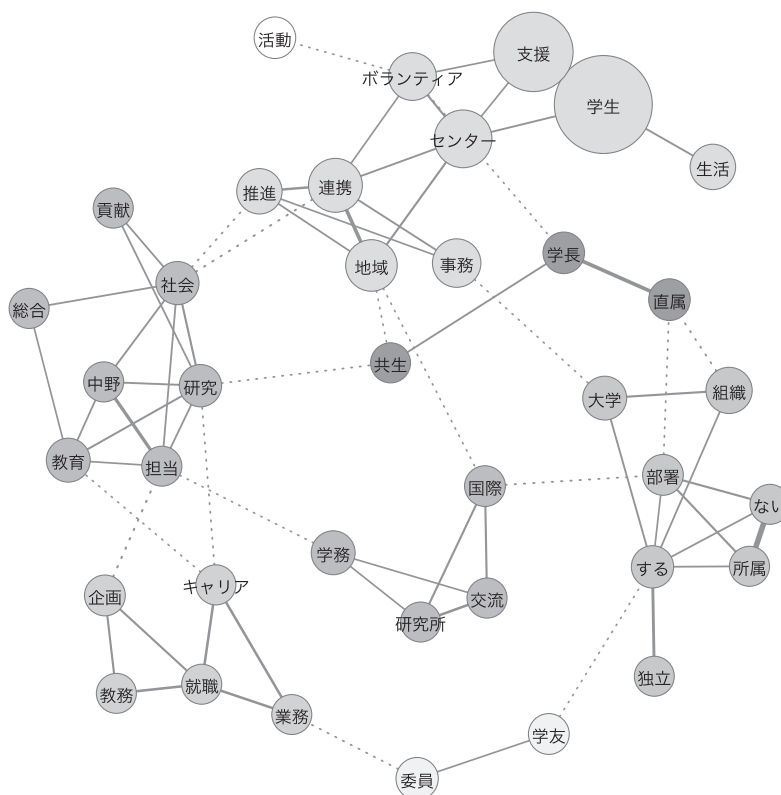 活動
支援
ボランティア
学生
センター
生活
推進
連携
貢献
学長
事務
地域
社会
直属
総合
共生
中野
研究
組織
大学
教育
担当
部署
国際
ない
学務
する
所属
キャリア
企画
交流
研究所
独立
就職
教務
業務
学友
委員